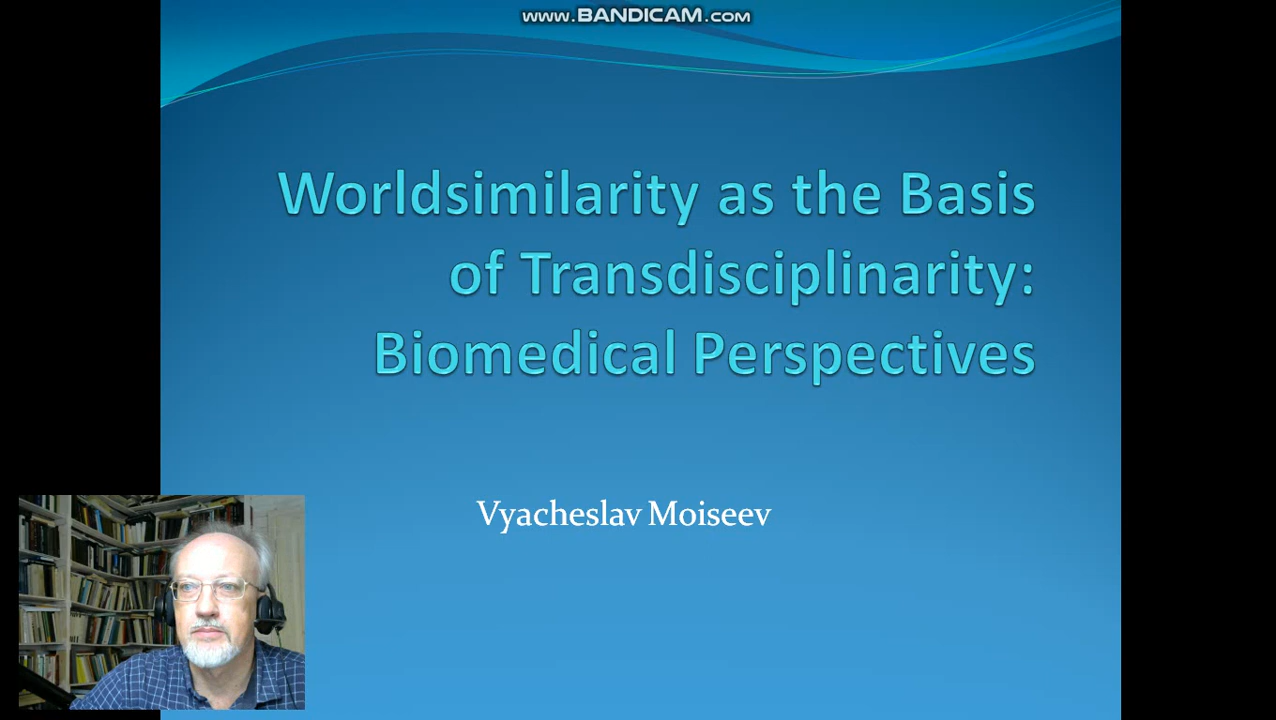 www.BANDICAM.com
Worldsimilarity as the Basis
of Transdisciplinarity:
Biomedical Perspectives
Vyacheslav Moiseev